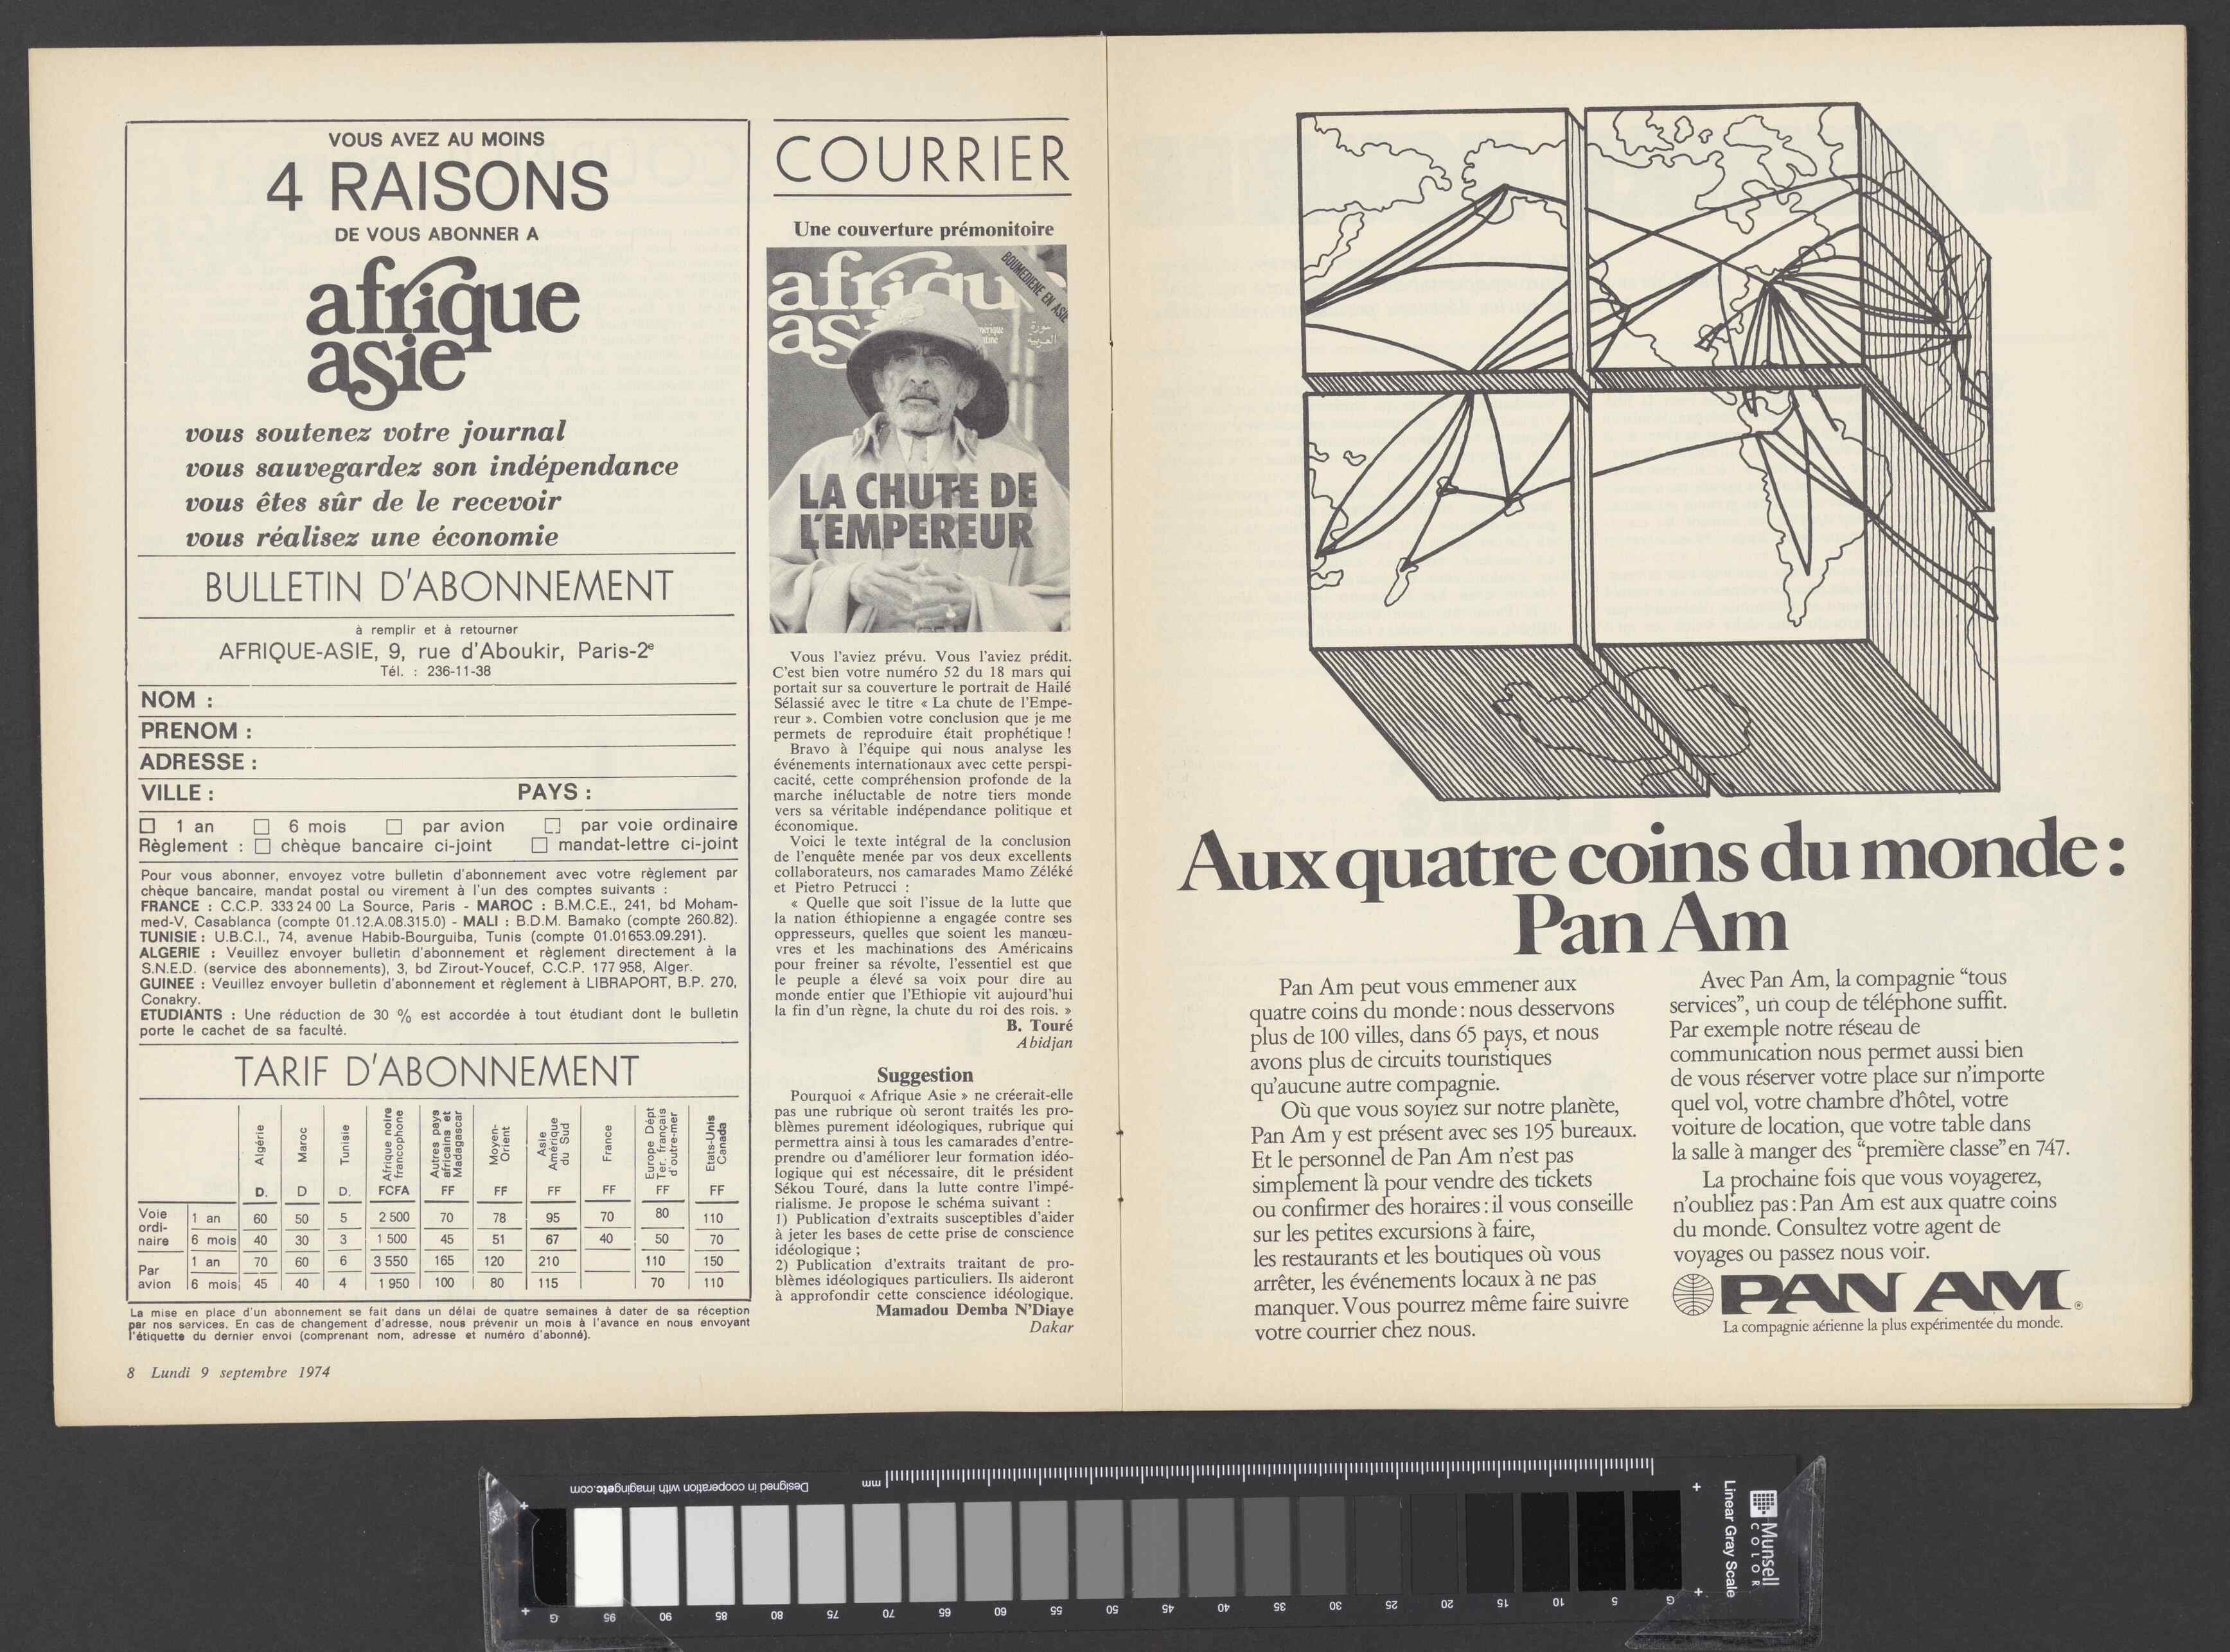 VOUS AVEZ AU MOINS
4 RAISONS
DE VOUS ABONNER A
afrique
asie
vous soutenez votre journal
vous sauvegardez son indépendance
vous êtes sûr de le recevoir
vous réalisez une économie
BULLETIN D'ABONNEMENT
à remplir et à retourner
AFRIQUE-ASIE, 9, rue d'Aboukir, Paris-2e
Tél. : 236-11-38
NOM :
PRENOM :
ADRESSE :
VILLE : PAYS :
☐ 1 an ☐ 6 mois ☐ par avion ☐ par voie ordinaire
Règlement : ☐ chèque bancaire ci-joint ☐ mandat-lettre ci-joint
Pour vous abonner, envoyez votre bulletin d'abonnement avec votre règlement par
chèque bancaire, mandat postal ou virement à l'un des comptes suivants :
FRANCE : C.C.P. 333 24 00 La Source, Paris - MAROC : B.M.C.E., 241, bd Moham-
med-V, Casablanca (compte 01.12.A.08.315.0) - MALI : B.D.M. Bamako (compte 260.82).
TUNISIE : U.B.C.I., 74, avenue Habib-Bourguiba, Tunis (compte 01.01653.09.291).
ALGERIE : Veuillez envoyer bulletin d'abonnement et règlement directement à la
S.N.E.D. (service des abonnements), 3, bd Zirout-Youcef, C.C.P. 177 958, Alger.
GUINEE : Veuillez envoyer bulletin d'abonnement et règlement à LIBRAPORT, B.P. 270,
Conakry.
ETUDIANTS : Une réduction de 30 % est accordée à tout étudiant dont le bulletin
porte le cachet de sa faculté.
TARIF D'ABONNEMENT
Algérie Maroc Tunisie Afrique noire francophone Autres pays africains et Madagascar Moyen-Orient Asie Amérique du Sud France Europe Dépt Ter. français d'outre-mer Etats-Unis Canada
D. D D. FCFA FF FF FF FF FF FF
Voie ordi-naire 1 an 60 50 5 2 500 70 78 95 70 80 110
6 mois 40 30 3 1 500 45 51 67 40 50 70
Par avion 1 an 70 60 6 3 550 165 120 210 110 150
6 mois 45 40 4 1 950 100 80 115 70 110
La mise en place d'un abonnement se fait dans un délai de quatre semaines à dater de sa réception
par nos services. En cas de changement d'adresse, nous prévenir un mois à l'avance en nous envoyant
l'étiquette du dernier envoi (comprenant nom, adresse et numéro d'abonné).
8 Lundi 9 septembre 1974
COURRIER
Une couverture prémonitoire
afriqu
as
BOUMEDIENE EN ASIE
LA CHUTE DE
L'EMPEREUR
Vous l'aviez prévu. Vous l'aviez prédit.
C'est bien votre numéro 52 du 18 mars qui
portait sur sa couverture le portrait de Hailé
Sélassié avec le titre « La chute de l'Empe-
reur ». Combien votre conclusion que je me
permets de reproduire était prophétique !
Bravo à l'équipe qui nous analyse les
événements internationaux avec cette perspi-
cacité, cette compréhension profonde de la
marche inéluctable de notre tiers monde
vers sa véritable indépendance politique et
économique.
Voici le texte intégral de la conclusion
de l'enquête menée par vos deux excellents
collaborateurs, nos camarades Mamo Zéléké
et Pietro Petrucci :
« Quelle que soit l'issue de la lutte que
la nation éthiopienne a engagée contre ses
oppresseurs, quelles que soient les manœu-
vres et les machinations des Américains
pour freiner sa révolte, l'essentiel est que
le peuple a élevé sa voix pour dire au
monde entier que l'Ethiopie vit aujourd'hui
la fin d'un règne, la chute du roi des rois. »
B. Touré
Abidjan
Suggestion
Pourquoi « Afrique Asie » ne créerait-elle
pas une rubrique où seront traités les pro-
blèmes purement idéologiques, rubrique qui
permettra ainsi à tous les camarades d'entre-
prendre ou d'améliorer leur formation idéo-
logique qui est nécessaire, dit le président
Sékou Touré, dans la lutte contre l'impé-
rialisme. Je propose le schéma suivant :
1) Publication d'extraits susceptibles d'aider
à jeter les bases de cette prise de conscience
idéologique ;
2) Publication d'extraits traitant de pro-
blèmes idéologiques particuliers. Ils aideront
à approfondir cette conscience idéologique.
Mamadou Demba N'Diaye
Dakar
Aux quatre coins du monde :
Pan Am
Pan Am peut vous emmener aux
quatre coins du monde : nous desservons
plus de 100 villes, dans 65 pays, et nous
avons plus de circuits touristiques
qu'aucune autre compagnie.
Où que vous soyiez sur notre planète,
Pan Am y est présent avec ses 195 bureaux.
Et le personnel de Pan Am n'est pas
simplement là pour vendre des tickets
ou confirmer des horaires : il vous conseille
sur les petites excursions à faire,
les restaurants et les boutiques où vous
arrêter, les événements locaux à ne pas
manquer. Vous pourrez même faire suivre
votre courrier chez nous.
Avec Pan Am, la compagnie “tous
services”, un coup de téléphone suffit.
Par exemple notre réseau de
communication nous permet aussi bien
de vous réserver votre place sur n'importe
quel vol, votre chambre d'hôtel, votre
voiture de location, que votre table dans
la salle à manger des “première classe” en 747.
La prochaine fois que vous voyagerez,
n'oubliez pas : Pan Am est aux quatre coins
du monde. Consultez votre agent de
voyages ou passez nous voir.
PAN AM®
La compagnie aérienne la plus expérimentée du monde.
Designed in cooperation with imagingetc.com
mm
G 95 90 85 80 75 70 65 60 55 50 45 40 35 30 25 20 15 10 5 G
Linear Gray Scale
Munsell
COLOR